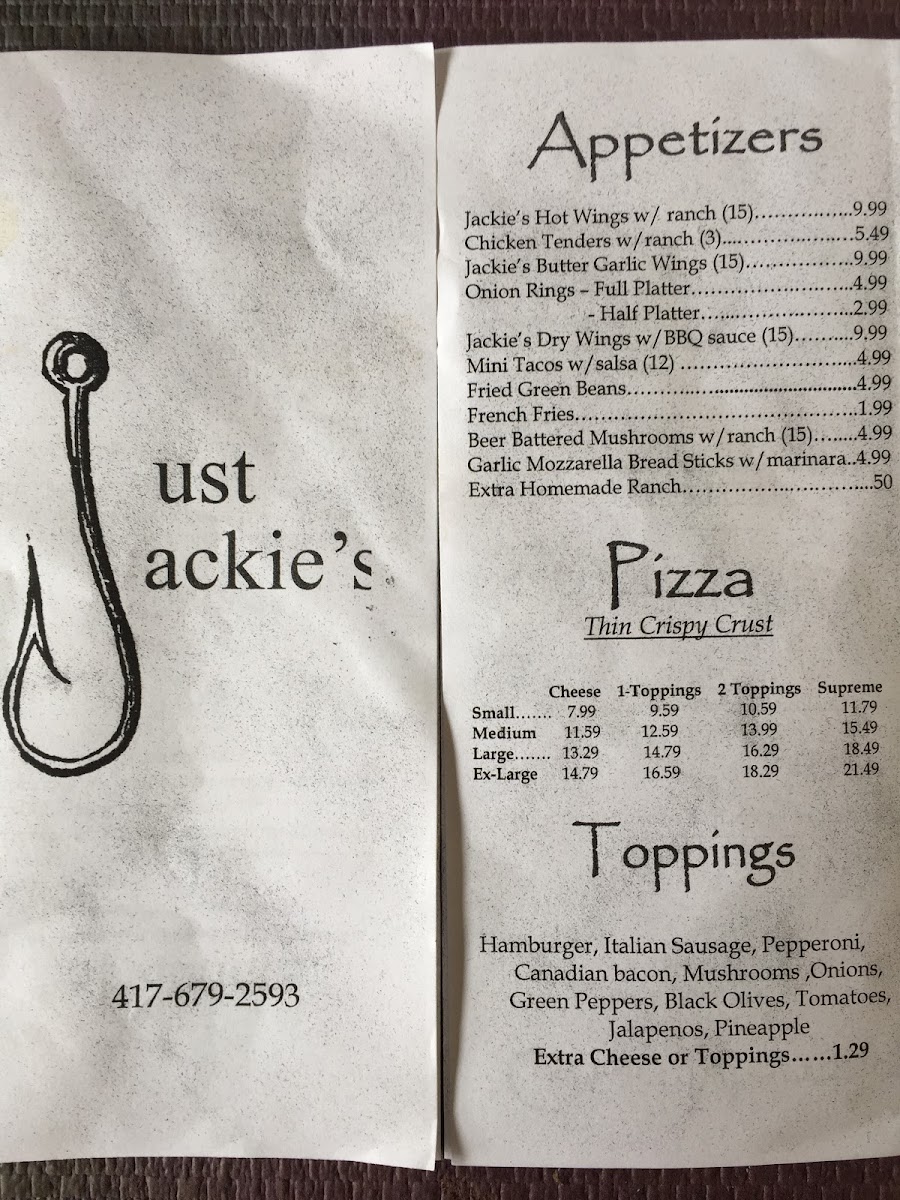 Just
Jackie's
417-679-2593
Appetizers
Jackie's Hot Wings w/ ranch (15)................9.99
Chicken Tenders w/ranch (3)......................5.49
Jackie's Butter Garlic Wings (15).................9.99
Onion Rings – Full Platter..........................4.99
- Half Platter.........................2.99
Jackie's Dry Wings w/BBQ sauce (15)..........9.99
Mini Tacos w/salsa (12) ............................4.99
Fried Green Beans.....................................4.99
French Fries.............................................1.99
Beer Battered Mushrooms w/ranch (15)........4.99
Garlic Mozzarella Bread Sticks w/marinara..4.99
Extra Homemade Ranch..............................50
Pizza
Thin Crispy Crust
Cheese 1-Toppings 2 Toppings Supreme
Small....... 7.99 9.59 10.59 11.79
Medium 11.59 12.59 13.99 15.49
Large....... 13.29 14.79 16.29 18.49
Ex-Large 14.79 16.59 18.29 21.49
Toppings
Hamburger, Italian Sausage, Pepperoni,
Canadian bacon, Mushrooms ,Onions,
Green Peppers, Black Olives, Tomatoes,
Jalapenos, Pineapple
Extra Cheese or Toppings......1.29